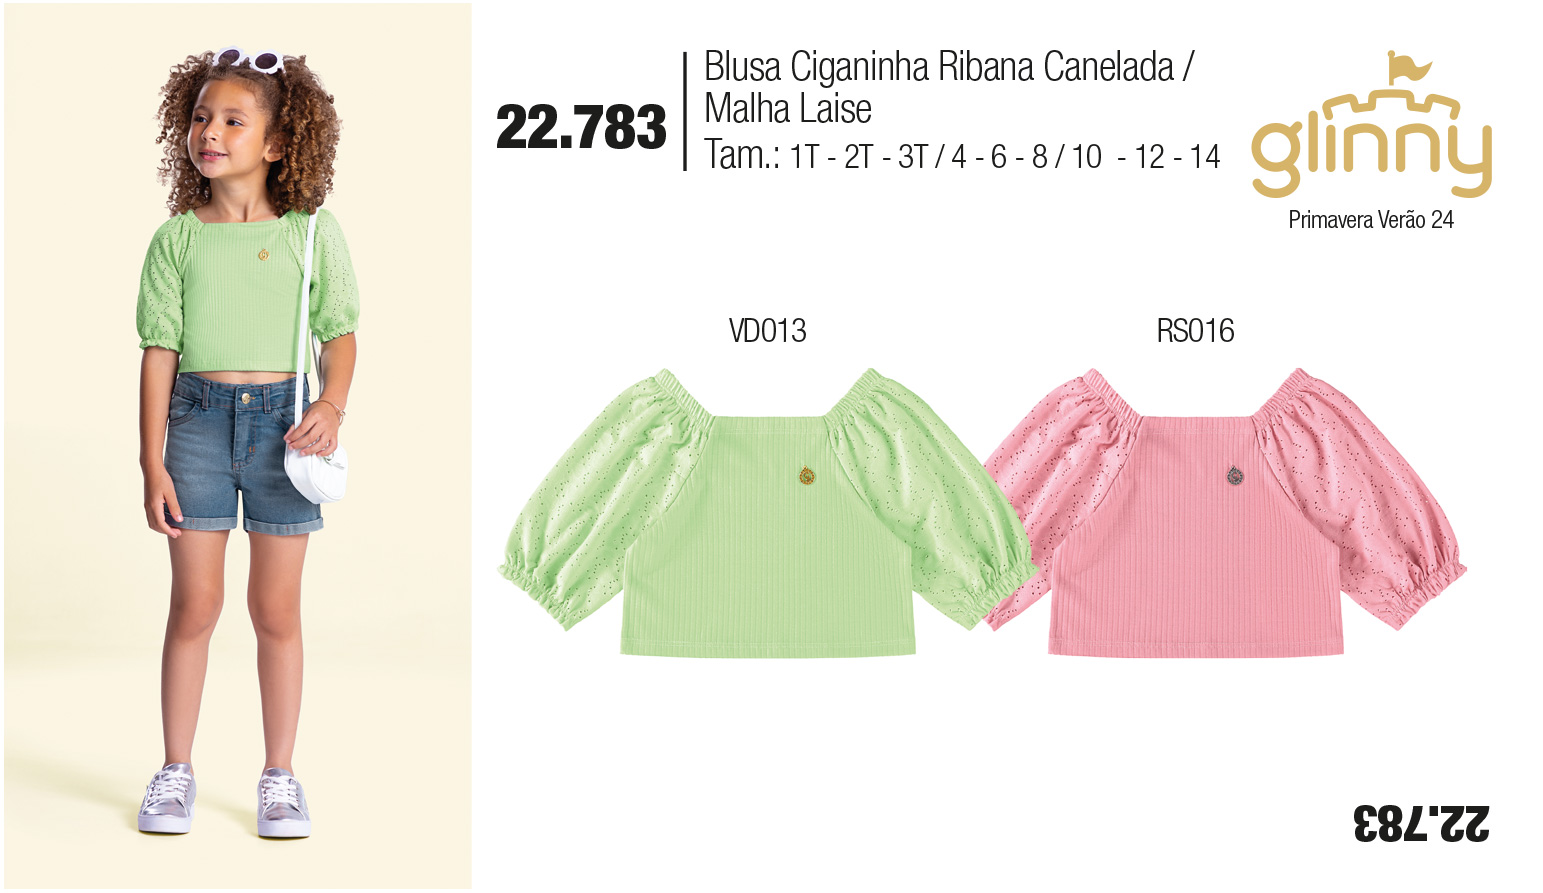 22.783
Blusa Ciganinha Ribana Canelada /
Malha Laise
Tam.: 1T - 2T - 3T / 4 - 6 - 8 / 10 - 12 - 14
glinny
Primavera Verão 24
VD013
RS016
22.783